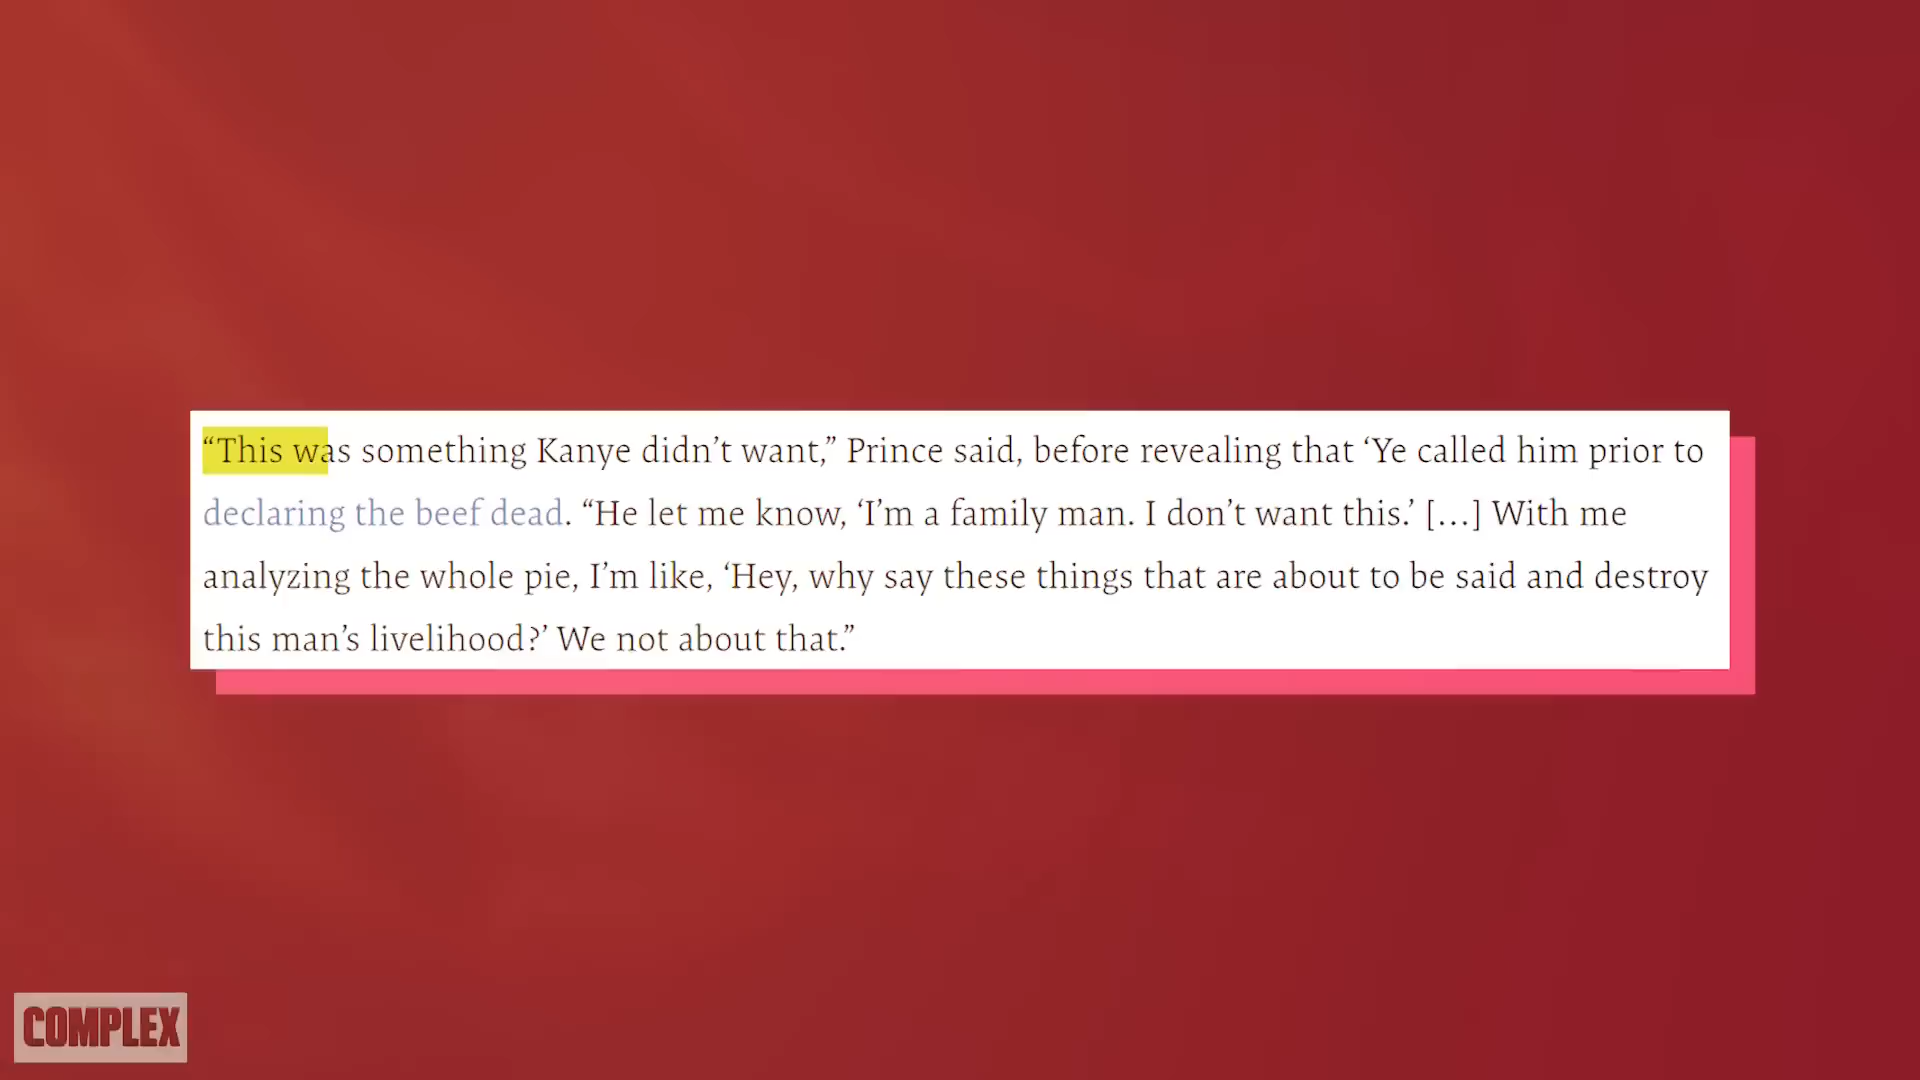 “This was something Kanye didn’t want,” Prince said, before revealing that ‘Ye called him prior to
declaring the beef dead. “He let me know, ‘I’m a family man. I don’t want this.’ [...] With me
analyzing the whole pie, I’m like, ‘Hey, why say these things that are about to be said and destroy
this man’s livelihood?’ We not about that.”
COMPLEX